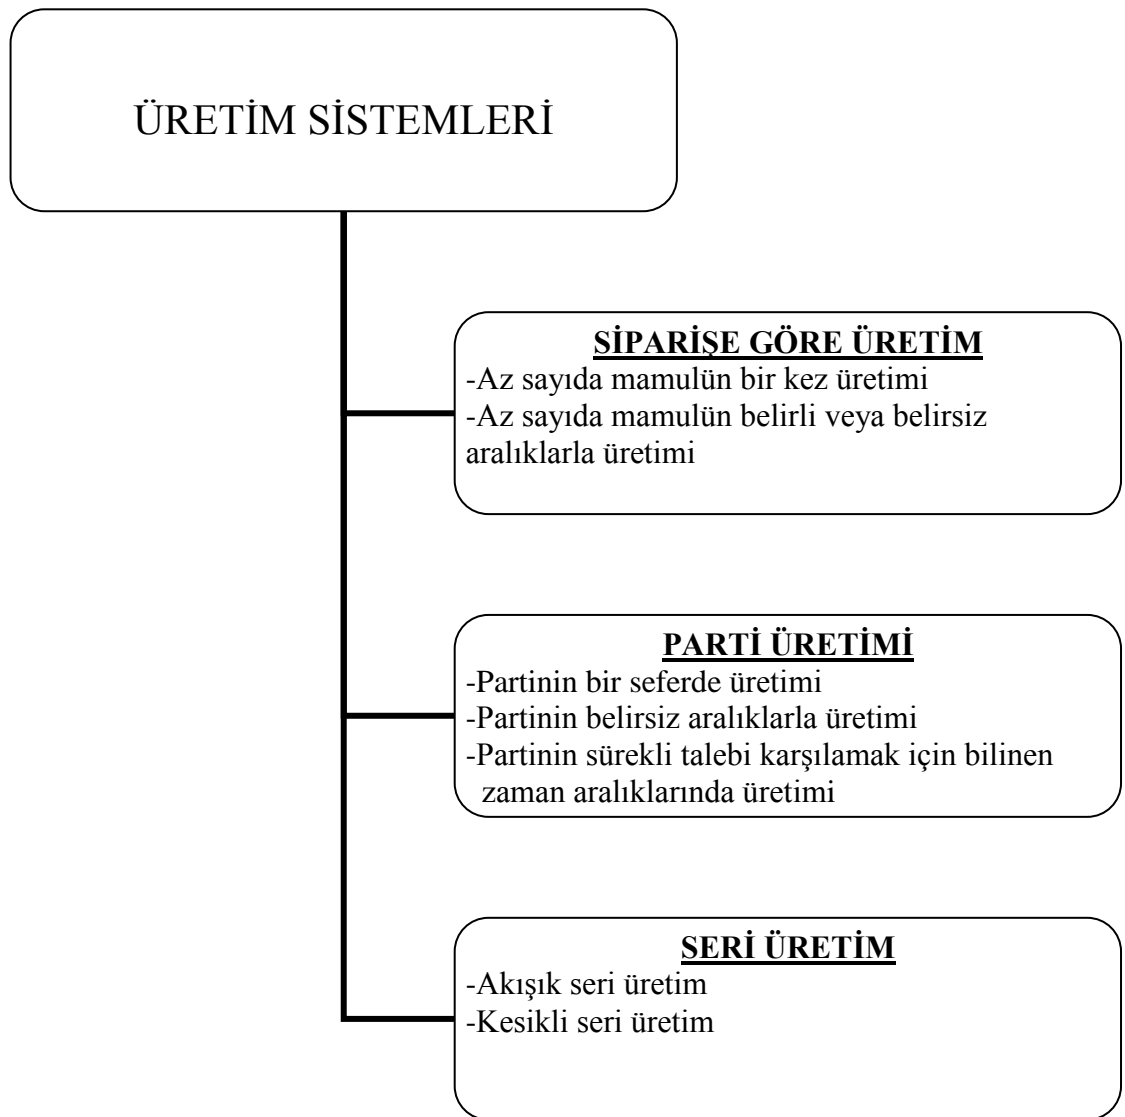 ÜRETİM SİSTEMLERİ
SİPARİŞE GÖRE ÜRETİM
-Az sayıda mamulün bir kez üretimi
-Az sayıda mamulün belirli veya belirsiz
aralıklarla üretimi
PARTİ ÜRETİMİ
-Partinin bir seferde üretimi
-Partinin belirsiz aralıklarla üretimi
-Partinin sürekli talebi karşılamak için bilinen
zaman aralıklarında üretimi
SERİ ÜRETİM
-Akışık seri üretim
-Kesikli seri üretim